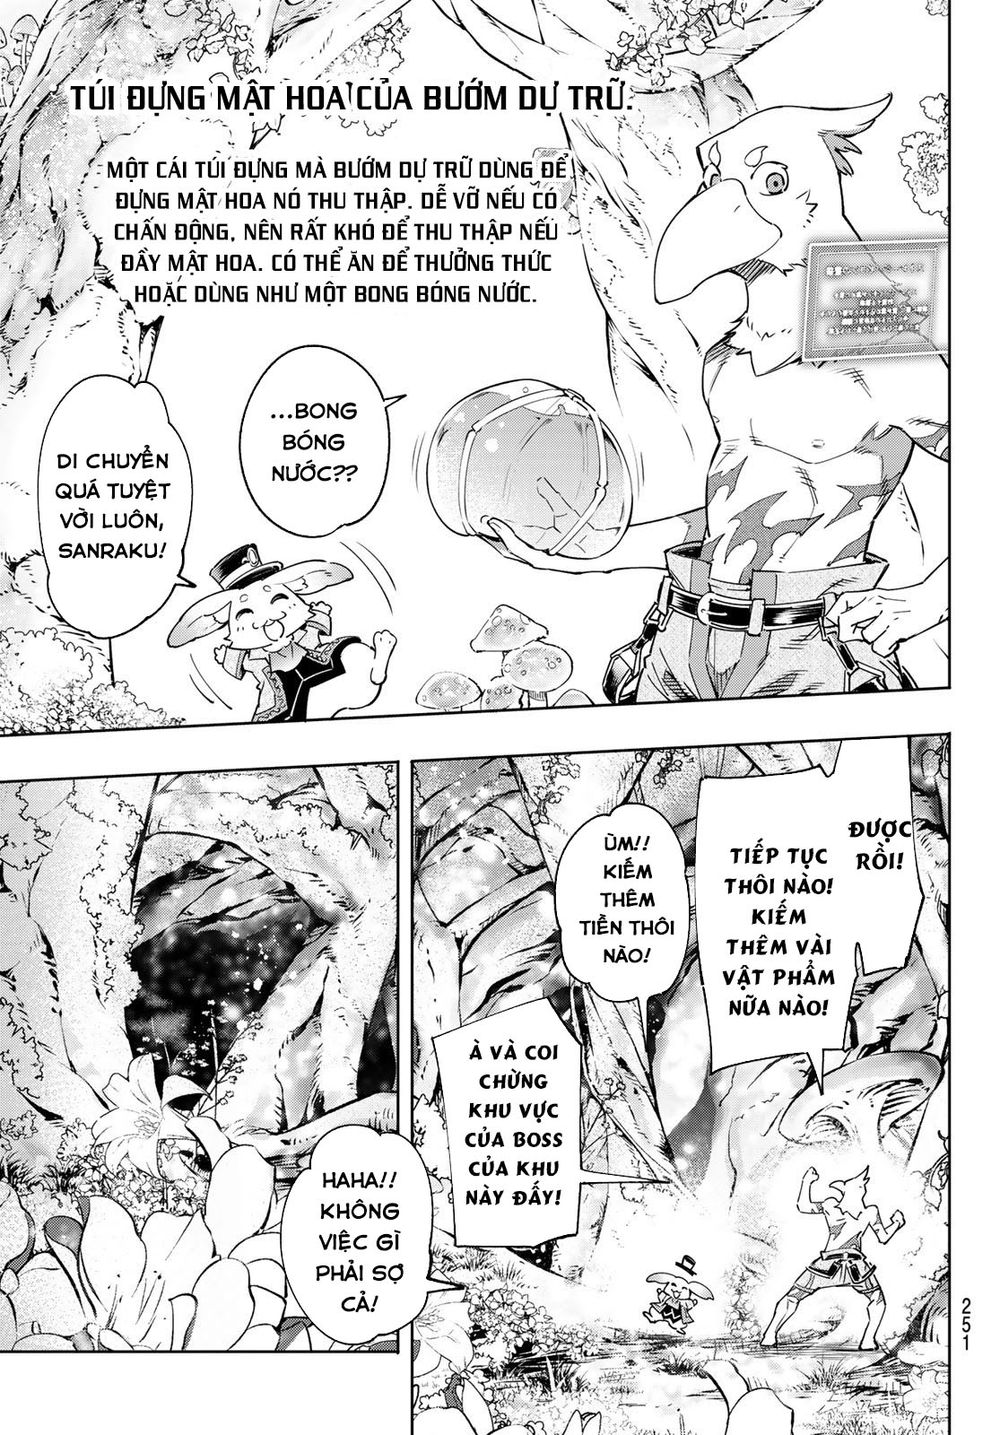 TÚI ĐỰNG MẬT HOA CỦA BƯỚM DỰ TRỮ.
MỘT CÁI TÚI ĐỰNG MÀ BƯỚM DỰ TRỮ DÙNG ĐỂ
ĐỰNG MẬT HOA NÓ THU THẬP. DỄ VỠ NẾU CÓ
CHẤN ĐỘNG, NÊN RẤT KHÓ ĐỂ THU THẬP NẾU
ĐẦY MẬT HOA. CÓ THỂ ĂN ĐỂ THƯỞNG THỨC
HOẶC DÙNG NHƯ MỘT BONG BÓNG NƯỚC.
...BONG
BÓNG
NƯỚC??
DI CHUYỂN
QUÁ TUYỆT
VỜI LUÔN,
SANRAKU!
ĐƯỢC
RỒI!
TIẾP TỤC
THÔI NÀO!
KIẾM
THÊM VÀI
VẬT PHẨM
NỮA NÀO!
ÙM!!
KIẾM
THÊM
TIỀN THÔI
NÀO!
À VÀ COI
CHỪNG
KHU VỰC
CỦA BOSS
CỦA KHU
NÀY ĐẤY!
HAHA!!
KHÔNG
VIỆC GÌ
PHẢI SỢ
CẢ!
251